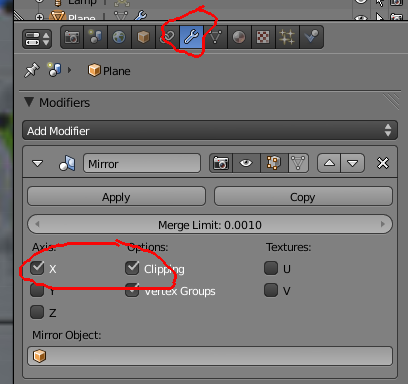 Lamp
Plane
Plane
Modifiers
Add Modifier
Mirror
Apply Copy
Merge Limit: 0.0010
Axis: Options: Textures:
X Clipping U
Y Vertex Groups V
Z
Mirror Object: